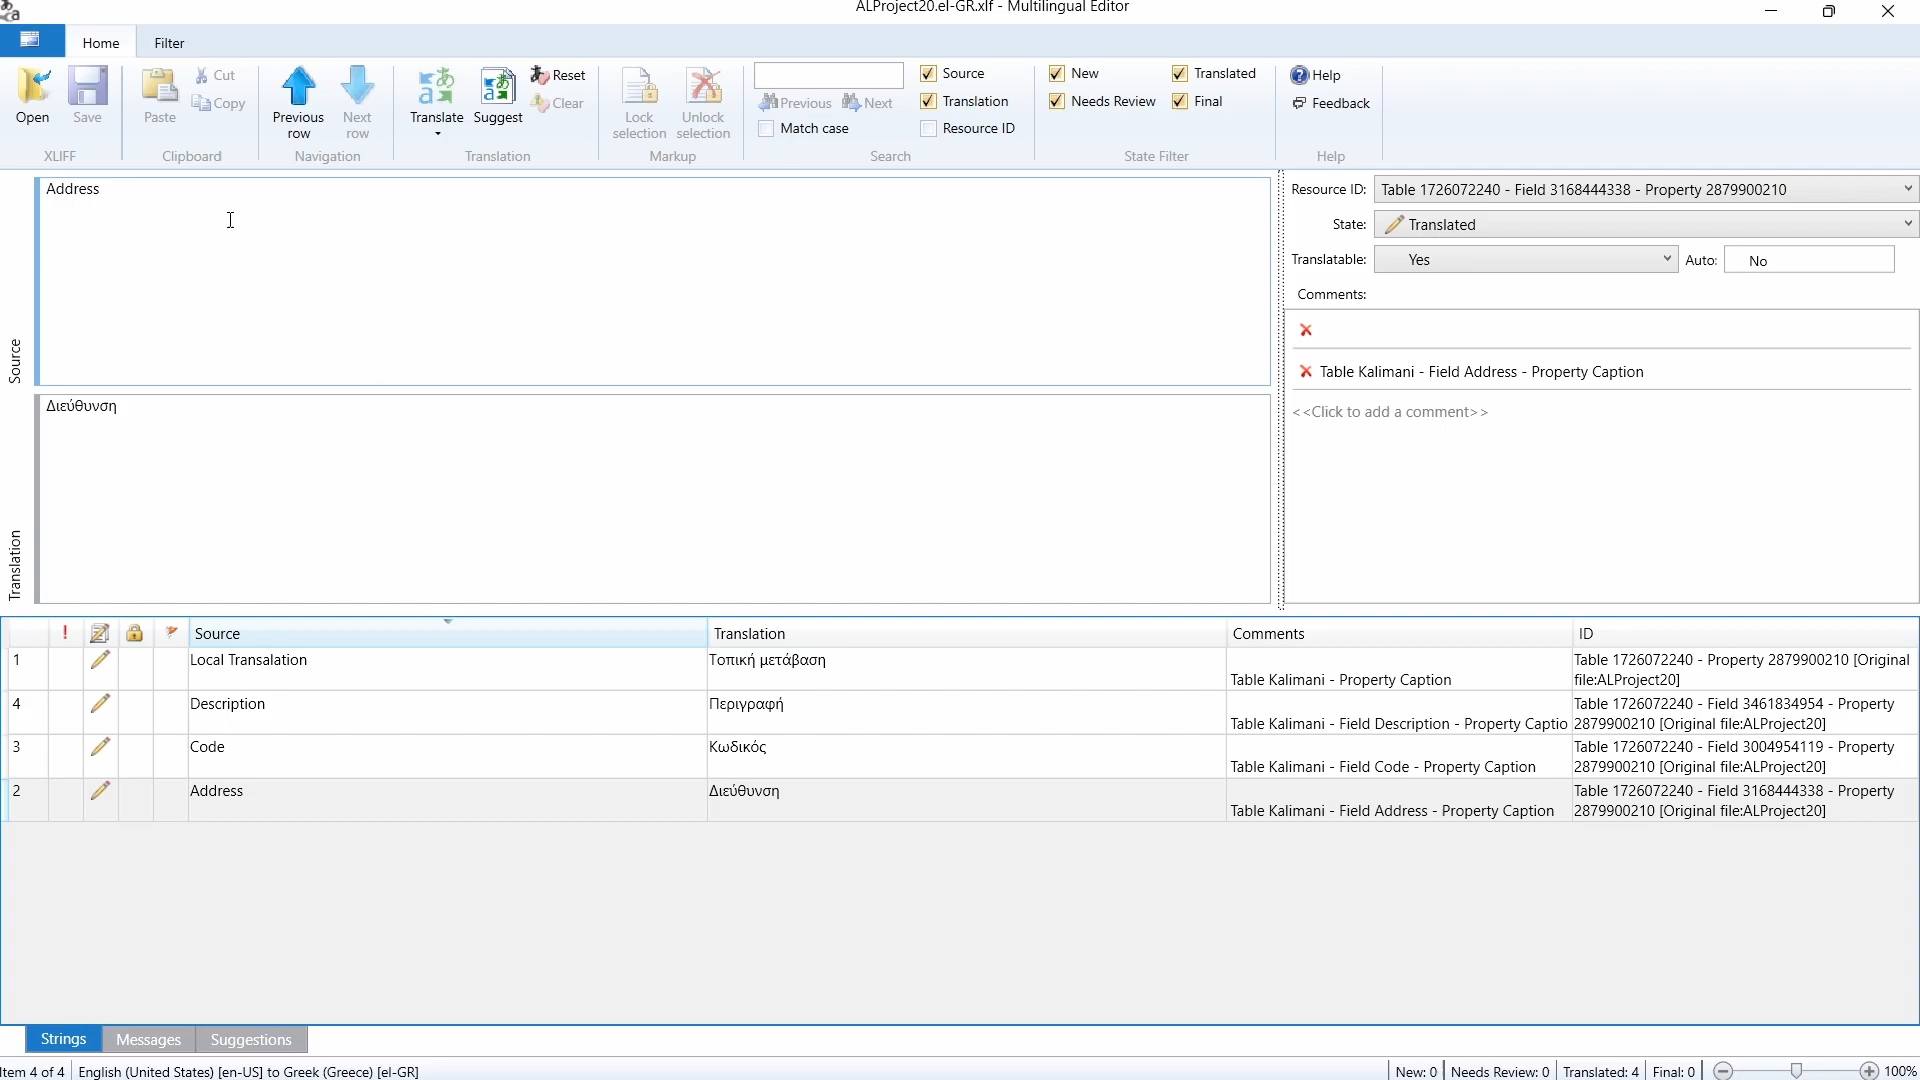 ALProject20.el-GR.xlf - Multilingual Editor
Home
Filter
Open
Save
XLIFF
Paste
Cut
Copy
Clipboard
Previous row
Next row
Navigation
Translate
Suggest
Reset
Clear
Translation
Lock selection
Unlock selection
Markup
Previous
Next
Match case
Source
Translation
Resource ID
Search
New
Needs Review
Translated
Final
State Filter
Help
Feedback
Help
Source
Address
Translation
Διεύθυνση
Resource ID: Table 1726072240 - Field 3168444338 - Property 2879900210
State: Translated
Translatable: Yes Auto: No
Comments:
Table Kalimani - Field Address - Property Caption
<<Click to add a comment>>
! Source Translation Comments ID
1 Local Transalation Τοπική μετάβαση Table Kalimani - Property Caption Table 1726072240 - Property 2879900210 [Original file:ALProject20]
4 Description Περιγραφή Table Kalimani - Field Description - Property Captio Table 1726072240 - Field 3461834954 - Property 2879900210 [Original file:ALProject20]
3 Code Κωδικός Table Kalimani - Field Code - Property Caption Table 1726072240 - Field 3004954119 - Property 2879900210 [Original file:ALProject20]
2 Address Διεύθυνση Table Kalimani - Field Address - Property Caption Table 1726072240 - Field 3168444338 - Property 2879900210 [Original file:ALProject20]
Strings Messages Suggestions
Item 4 of 4 English (United States) [en-US] to Greek (Greece) [el-GR] New: 0 Needs Review: 0 Translated: 4 Final: 0 100%